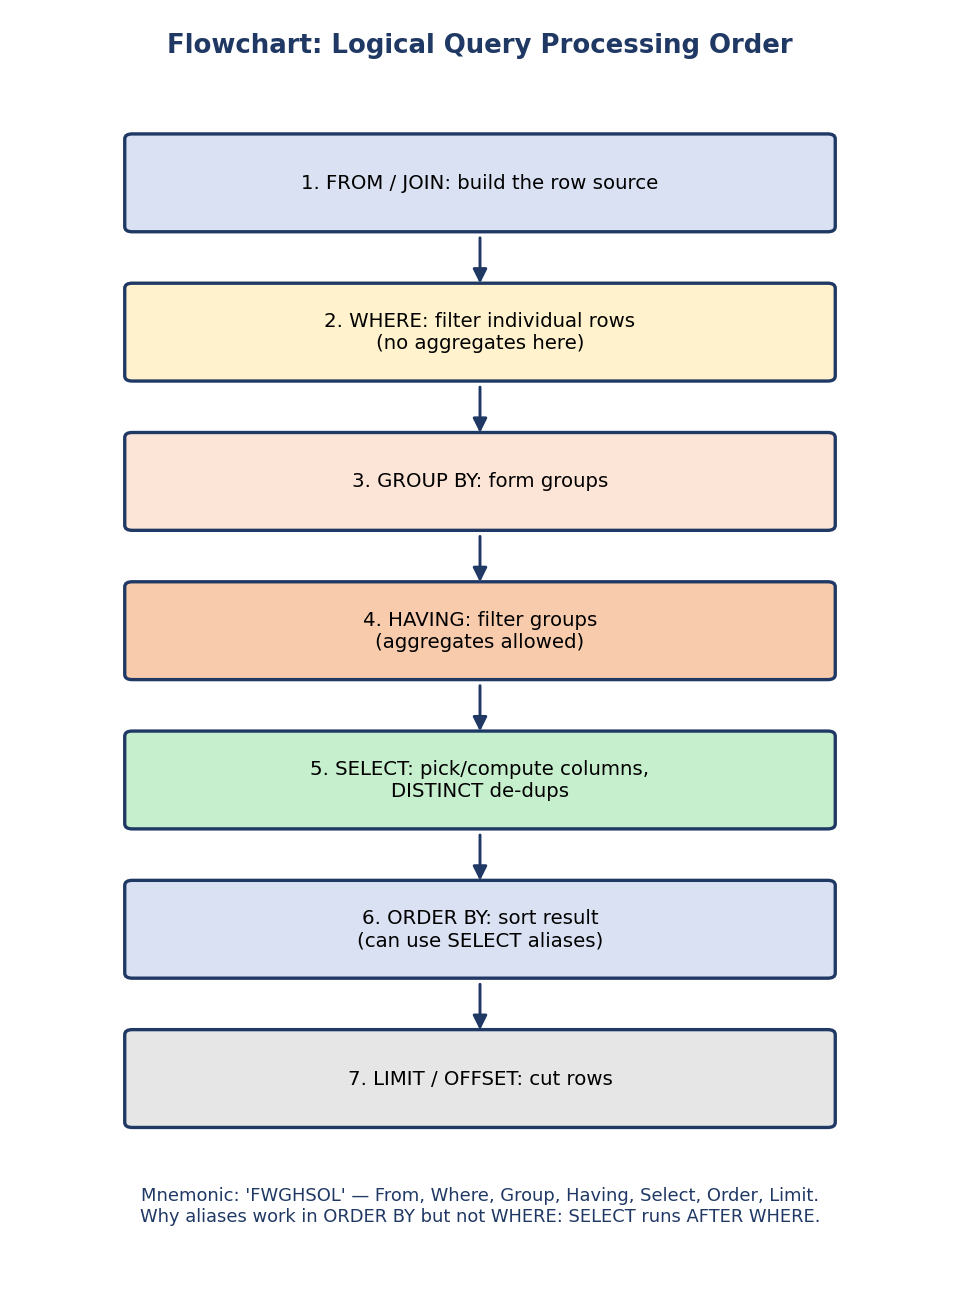 Flowchart: Logical Query Processing Order
1. FROM / JOIN: build the row source
2. WHERE: filter individual rows
(no aggregates here)
3. GROUP BY: form groups
4. HAVING: filter groups
(aggregates allowed)
5. SELECT: pick/compute columns,
DISTINCT de-dups
6. ORDER BY: sort result
(can use SELECT aliases)
7. LIMIT / OFFSET: cut rows
Mnemonic: 'FWGHSOL' — From, Where, Group, Having, Select, Order, Limit.
Why aliases work in ORDER BY but not WHERE: SELECT runs AFTER WHERE.